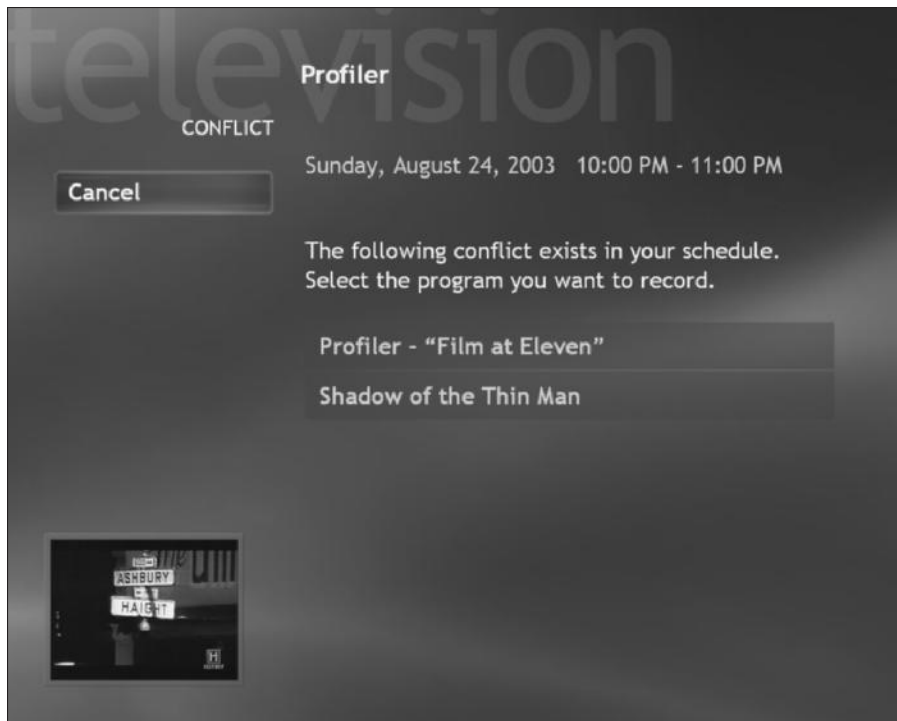 television
Profiler
CONFLICT
Sunday, August 24, 2003 10:00 PM - 11:00 PM
Cancel
The following conflict exists in your schedule.
Select the program you want to record.
Profiler - “Film at Eleven”
Shadow of the Thin Man
ASHBURY
HAIGHT
H